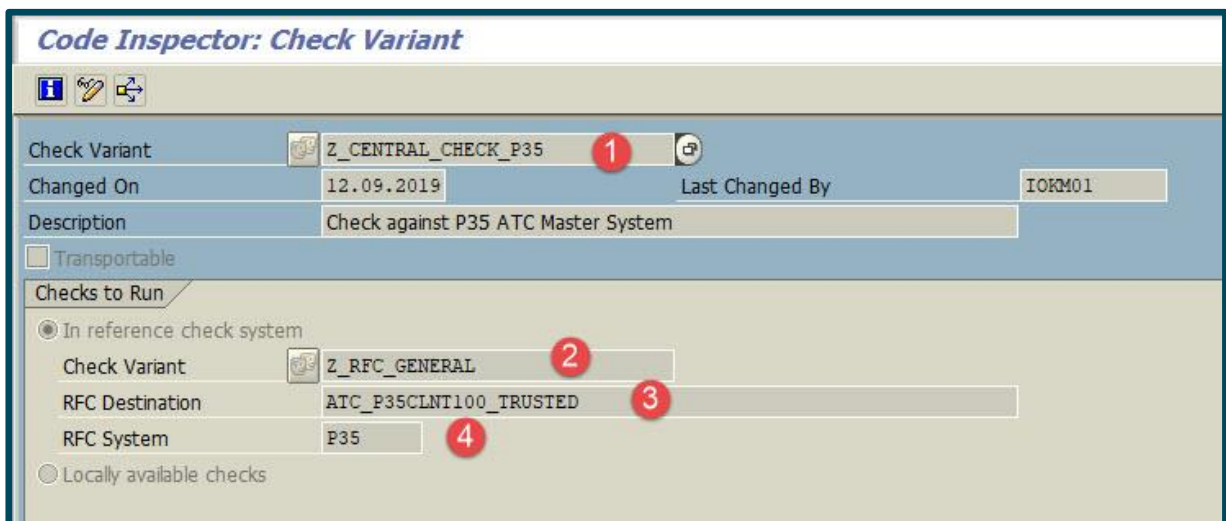 Code Inspector: Check Variant
Check Variant Z_CENTRAL_CHECK_P35 1
Changed On 12.09.2019 Last Changed By IOKM01
Description Check against P35 ATC Master System
Transportable
Checks to Run
In reference check system
Check Variant Z_RFC_GENERAL 2
RFC Destination ATC_P35CLNT100_TRUSTED 3
RFC System P35 4
Locally available checks